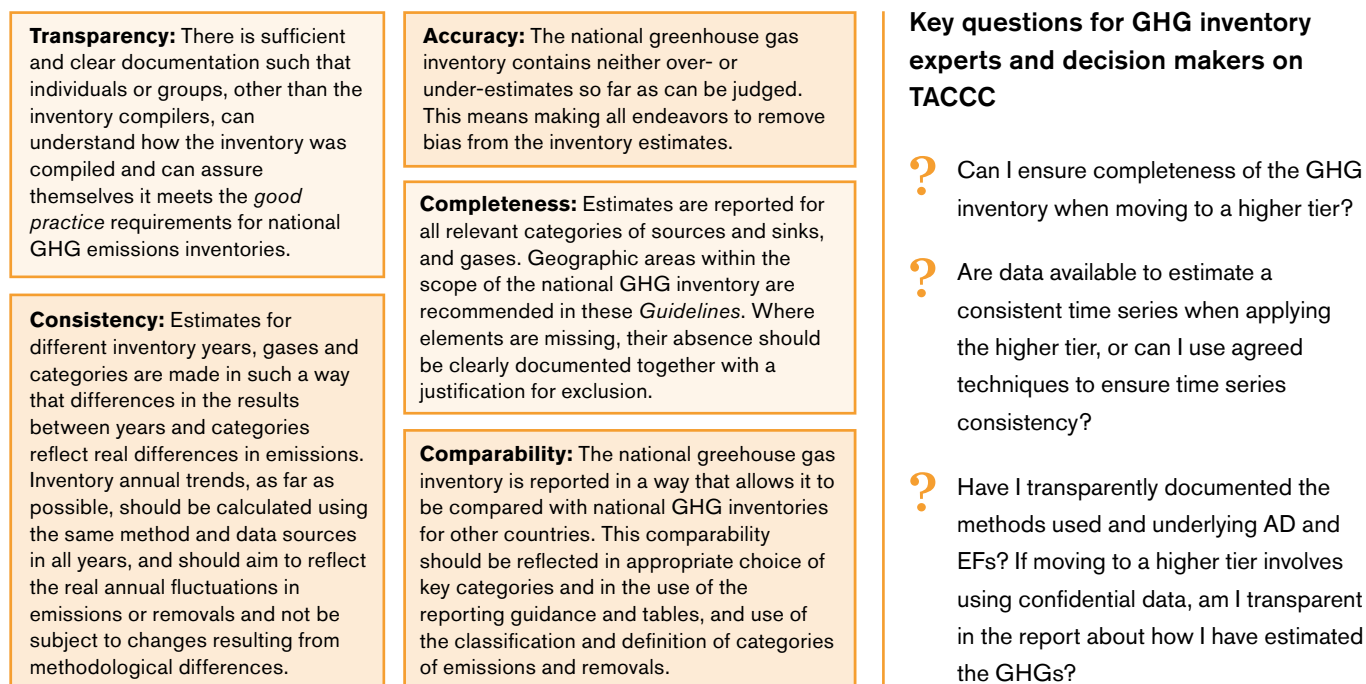 Transparency: There is sufficient
and clear documentation such that
individuals or groups, other than the
inventory compilers, can
understand how the inventory was
compiled and can assure
themselves it meets the good
practice requirements for national
GHG emissions inventories.
Consistency: Estimates for
different inventory years, gases and
categories are made in such a way
that differences in the results
between years and categories
reflect real differences in emissions.
Inventory annual trends, as far as
possible, should be calculated using
the same method and data sources
in all years, and should aim to reflect
the real annual fluctuations in
emissions or removals and not be
subject to changes resulting from
methodological differences.
Accuracy: The national greenhouse gas
inventory contains neither over- or
under-estimates so far as can be judged.
This means making all endeavors to remove
bias from the inventory estimates.
Completeness: Estimates are reported for
all relevant categories of sources and sinks,
and gases. Geographic areas within the
scope of the national GHG inventory are
recommended in these Guidelines. Where
elements are missing, their absence should
be clearly documented together with a
justification for exclusion.
Comparability: The national greehouse gas
inventory is reported in a way that allows it to
be compared with national GHG inventories
for other countries. This comparability
should be reflected in appropriate choice of
key categories and in the use of the
reporting guidance and tables, and use of
the classification and definition of categories
of emissions and removals.
Key questions for GHG inventory
experts and decision makers on
TACCC
? Can I ensure completeness of the GHG
inventory when moving to a higher tier?
? Are data available to estimate a
consistent time series when applying
the higher tier, or can I use agreed
techniques to ensure time series
consistency?
? Have I transparently documented the
methods used and underlying AD and
EFs? If moving to a higher tier involves
using confidential data, am I transparent
in the report about how I have estimated
the GHGs?